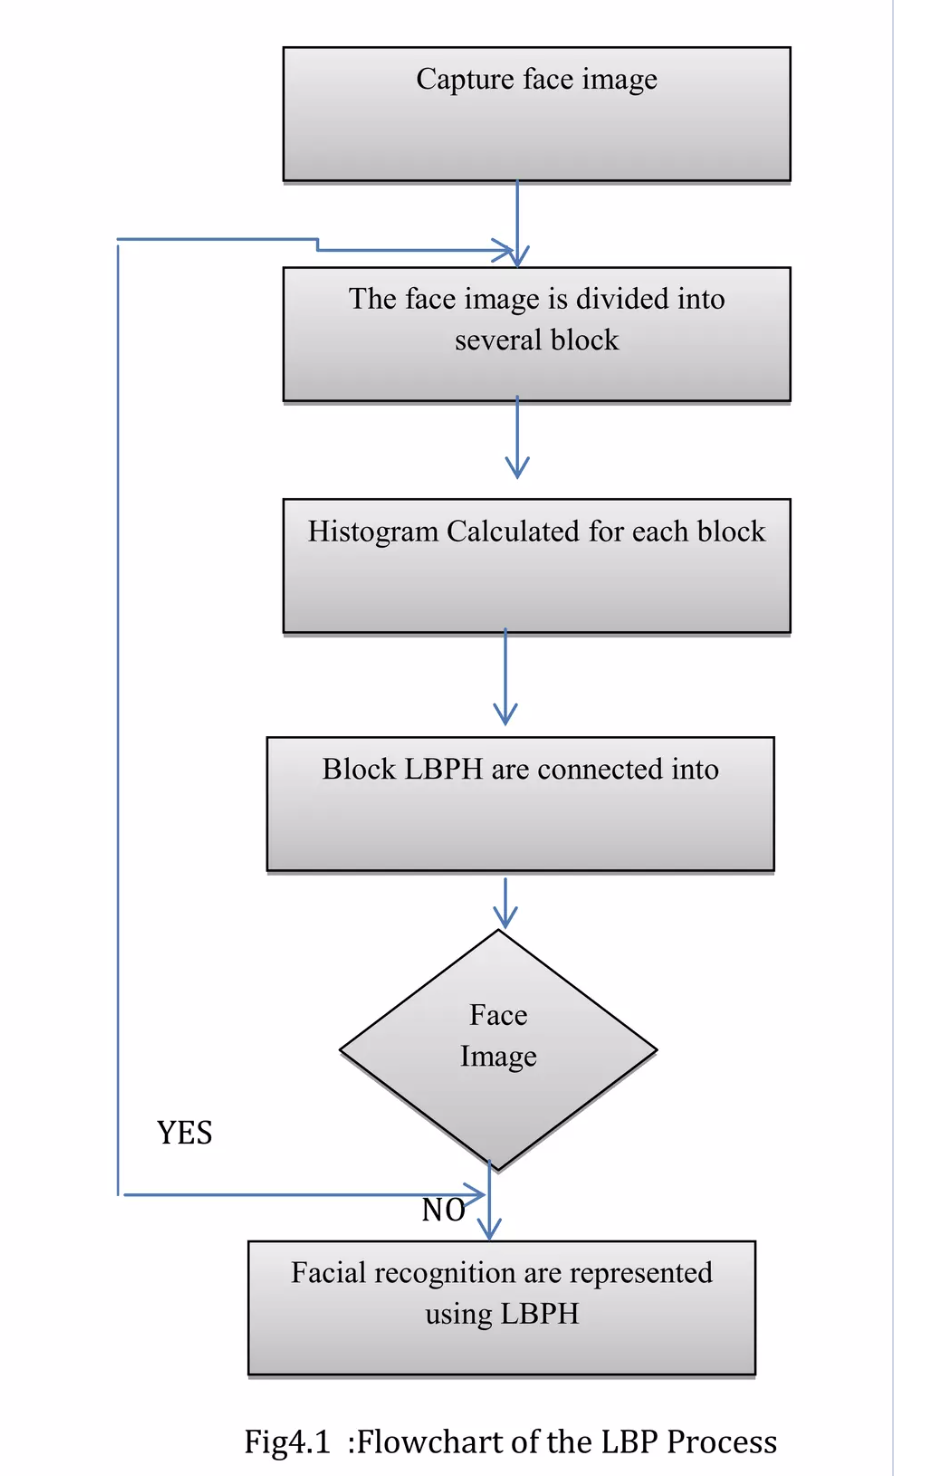 Capture face image
The face image is divided into
several block
Histogram Calculated for each block
Block LBPH are connected into
Face
Image
YES
NO
Facial recognition are represented
using LBPH
Fig4.1 :Flowchart of the LBP Process